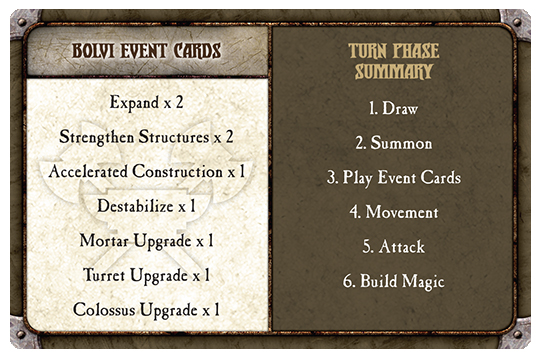 BOLVI EVENT CARDS
Expand x 2
Strengthen Structures x 2
Accelerated Construction x 1
Destabilize x 1
Mortar Upgrade x 1
Turret Upgrade x 1
Colossus Upgrade x 1
TURN PHASE
SUMMARY
1. Draw
2. Summon
3. Play Event Cards
4. Movement
5. Attack
6. Build Magic